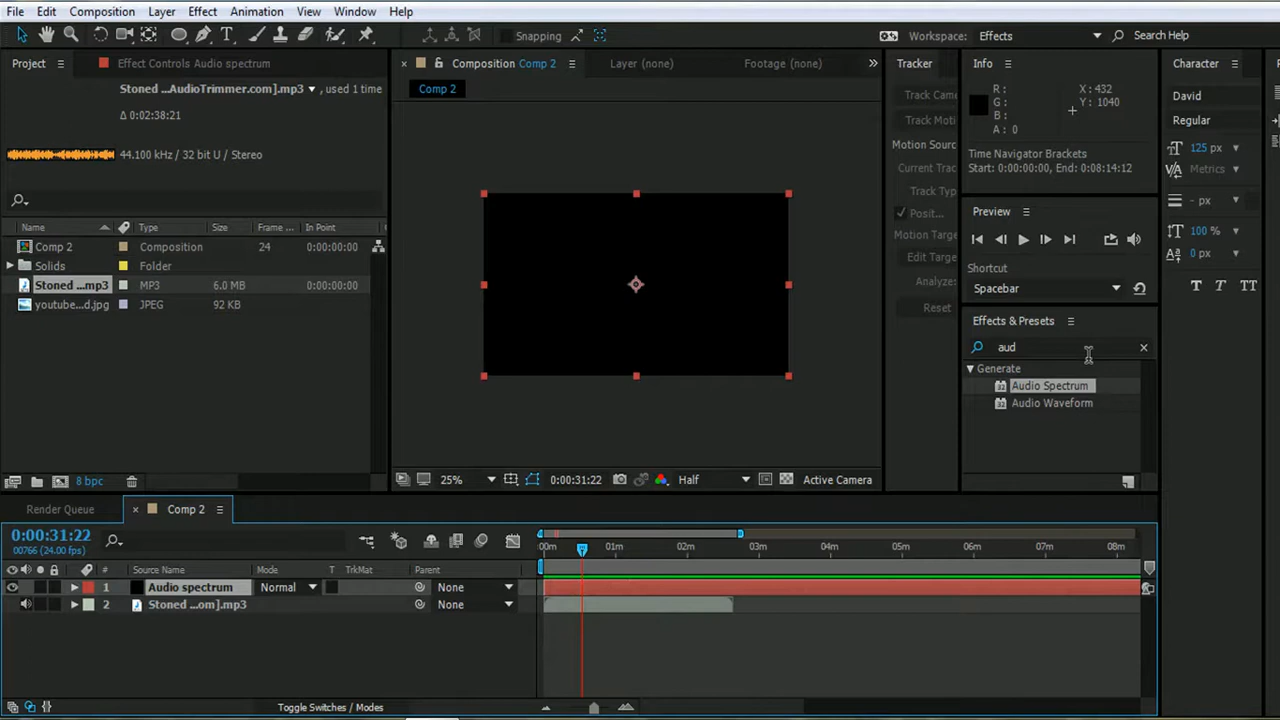 File Edit Composition Layer Effect Animation View Window Help
Snapping Workspace: Effects Search Help
Project Effect Controls Audio spectrum
Stoned ...AudioTrimmer.com].mp3 , used 1 time
Δ 0:02:38:21
44.100 kHz / 32 bit U / Stereo
Name Type Size Frame ... In Point
Comp 2 Composition 24 0:00:00:00
Solids Folder
Stoned ...mp3 MP3 6.0 MB 0:00:00:00
youtube...d.jpg JPEG 92 KB
8 bpc
Composition Comp 2 Layer (none) Footage (none)
Comp 2
25% 0:00:31:22 Half Active Camera
Tracker
Track Came
Track Moti
Motion Source
Current Trac
Track Typ
Posit...
Motion Target
Edit Targe
Analyze:
Reset
Info
R: X: 432
G: Y: 1040
B:
A: 0
Time Navigator Brackets
Start: 0:00:00:00, End: 0:08:14:12
Preview
Shortcut
Spacebar
Effects & Presets
aud
Generate
32 Audio Spectrum
32 Audio Waveform
Character
David
Regular
125 px
Metrics
- px
100 %
0 px
T T TT
Render Queue Comp 2
0:00:31:22
00766 (24.00 fps)
:00m 01m 02m 03m 04m 05m 06m 07m 08m
# Source Name Mode T TrkMat Parent
1 Audio spectrum Normal None
2 Stoned ...om].mp3 None
Toggle Switches / Modes